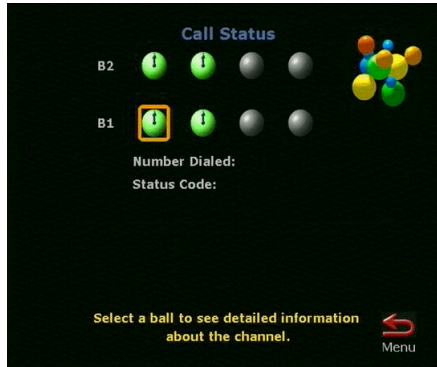 Call Status
B2
B1
Number Dialed:
Status Code:
Select a ball to see detailed information
about the channel.
Menu